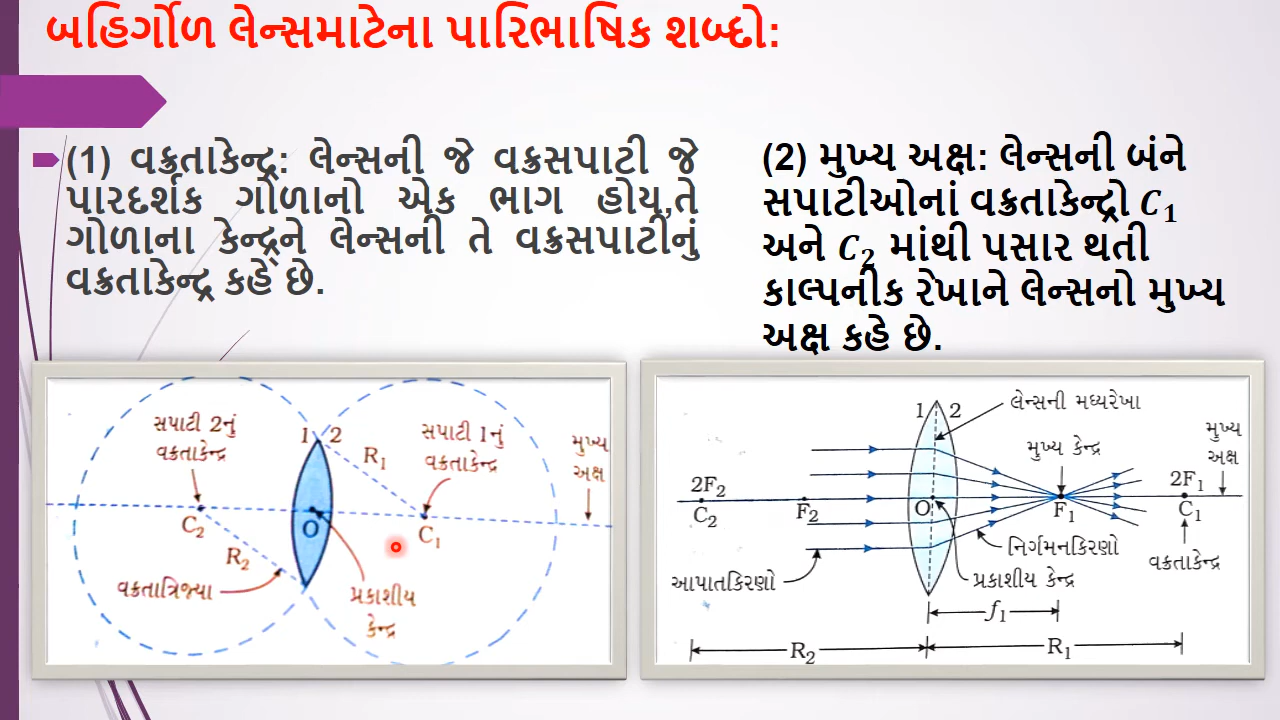 બહિર્ગોળ લેન્સમાટેના પારિભાષિક શબ્દો:
(1) વક્રતાકેન્દ્ર: લેન્સની જે વક્રસપાટી જે
પારદર્શક ગોળાનો એક ભાગ હોય,તે
ગોળાના કેન્દ્રને લેન્સની તે વક્રસપાટીનું
વક્રતાકેન્દ્ર કહે છે.
(2) મુખ્ય અક્ષ: લેન્સની બંને
સપાટીઓનાં વક્રતાકેન્દ્રો C₁
અને C₂ માંથી પસાર થતી
કાલ્પનીક રેખાને લેન્સનો મુખ્ય
અક્ષ કહે છે.
સપાટી 2નું
વક્રતાકેન્દ્ર
1 2
R₁
સપાટી 1નું
વક્રતાકેન્દ્ર
મુખ્ય
અક્ષ
C₂
O
C₁
R₂
વક્રતાત્રિજ્યા
પ્રકાશીય
કેન્દ્ર
1 2
લેન્સની મધ્યરેખા
મુખ્ય કેન્દ્ર
મુખ્ય
અક્ષ
2F₂
2F₁
C₂
F₂
O
F₁
C₁
નિર્ગમનકિરણો
વક્રતાકેન્દ્ર
આપાતકિરણો
પ્રકાશીય કેન્દ્ર
f₁
R₂
R₁